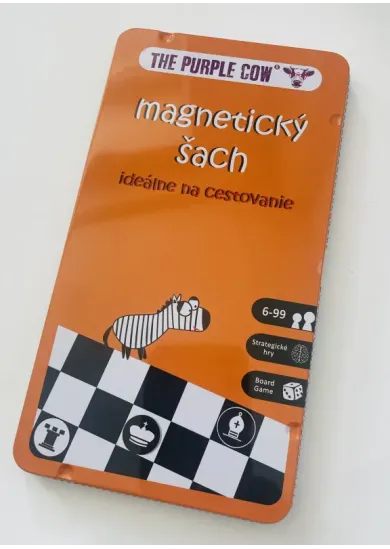 THE PURPLE COW®
magnetický
šach
ideálne na cestovanie
6-99
Strategické
hry
Board
Game